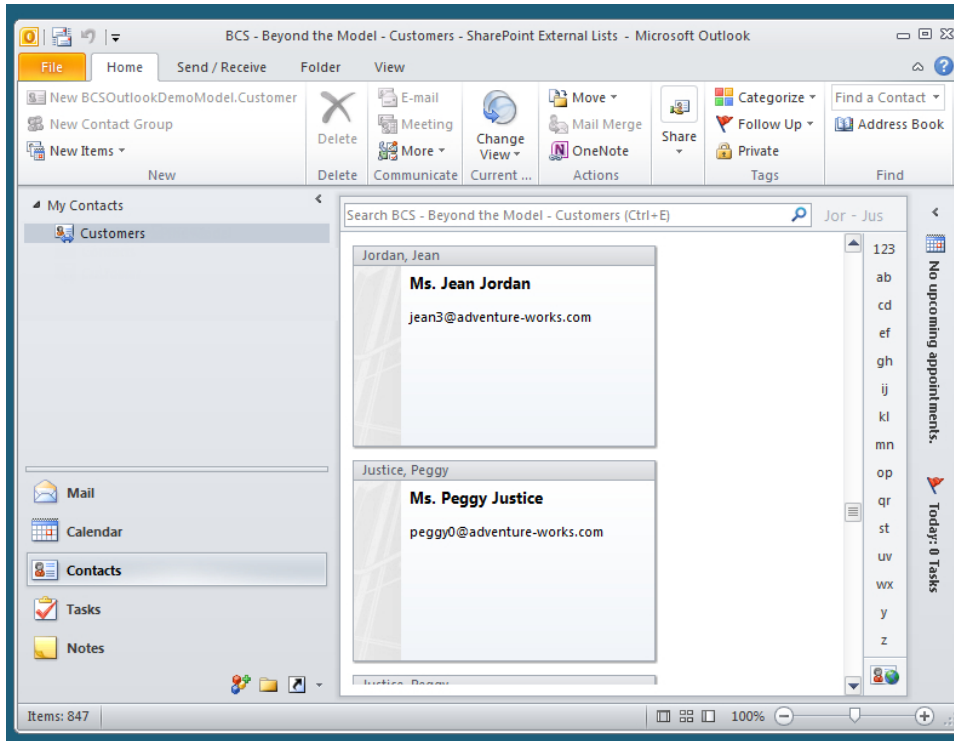 BCS - Beyond the Model - Customers - SharePoint External Lists - Microsoft Outlook
File Home Send / Receive Folder View
New BCSOutlookDemoModel.Customer
New Contact Group
New Items
New
Delete
Delete
E-mail
Meeting
More
Communicate
Change
View
Current ...
Move
Mail Merge
OneNote
Actions
Share
Categorize
Follow Up
Private
Tags
Find a Contact
Address Book
Find
My Contacts
Customers
Mail
Calendar
Contacts
Tasks
Notes
Search BCS - Beyond the Model - Customers (Ctrl+E)
Jor - Jus
Jordan, Jean
Ms. Jean Jordan
jean3@adventure-works.com
Justice, Peggy
Ms. Peggy Justice
peggy0@adventure-works.com
Justice, Peggy
123
ab
cd
ef
gh
ij
kl
mn
op
qr
st
uv
wx
y
z
No upcoming appointments.
Today: 0 Tasks
Items: 847
100%